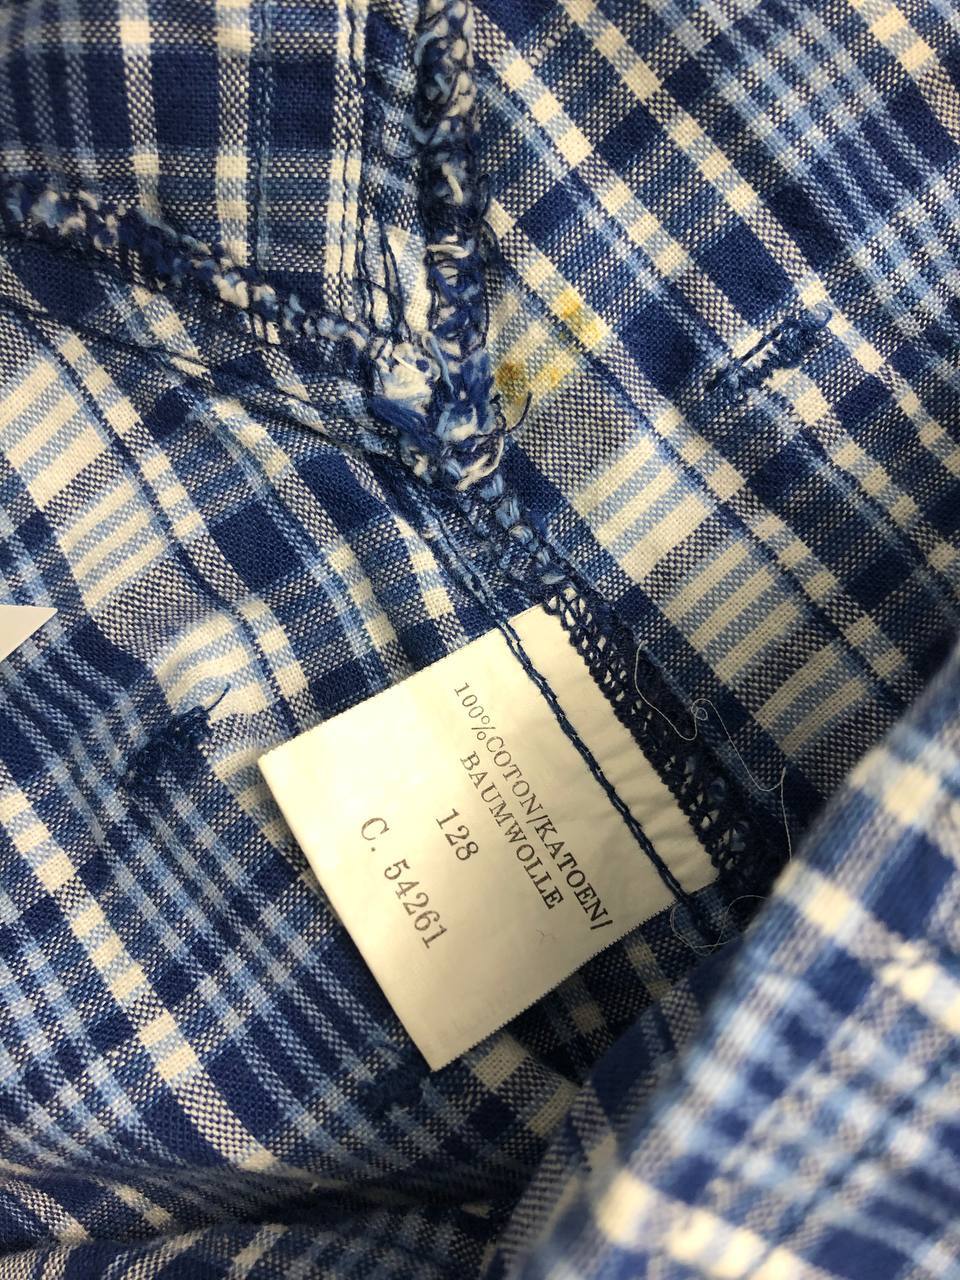 100%COTON/KATOEN/
BAUMWOLLE
128
C. 54261